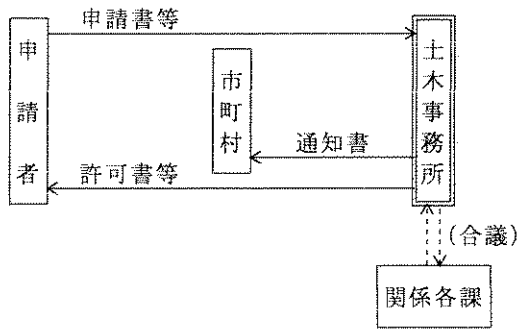 申請書等
申請者
市町村
土木事務所
通知書
許可書等
(合議)
関係各課